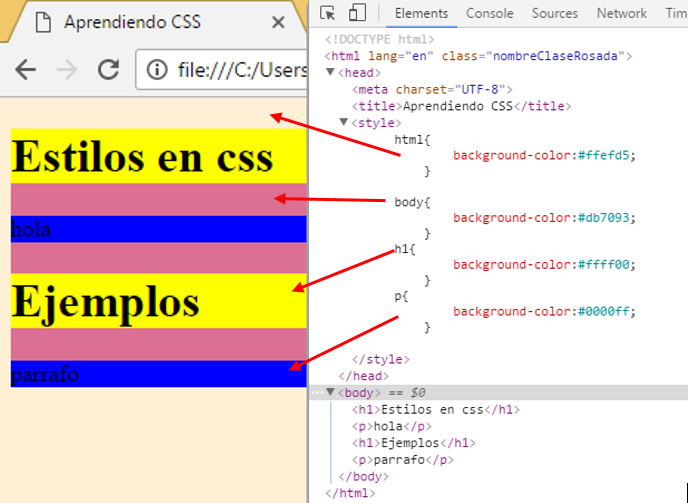 Aprendiendo CSS
file:///C:/Users
Estilos en css
hola
Ejemplos
parrafo
Elements Console Sources Network Tim
<!DOCTYPE html>
<html lang="en" class="nombreClaseRosada">
<head>
<meta charset="UTF-8">
<title>Aprendiendo CSS</title>
<style>
html{
background-color:#ffefd5;
}
body{
background-color:#db7093;
}
h1{
background-color:#ffff00;
}
p{
background-color:#0000ff;
}
</style>
</head>
... <body> == $0
<h1>Estilos en css</h1>
<p>hola</p>
<h1>Ejemplos</h1>
<p>parrafo</p>
</body>
</html>